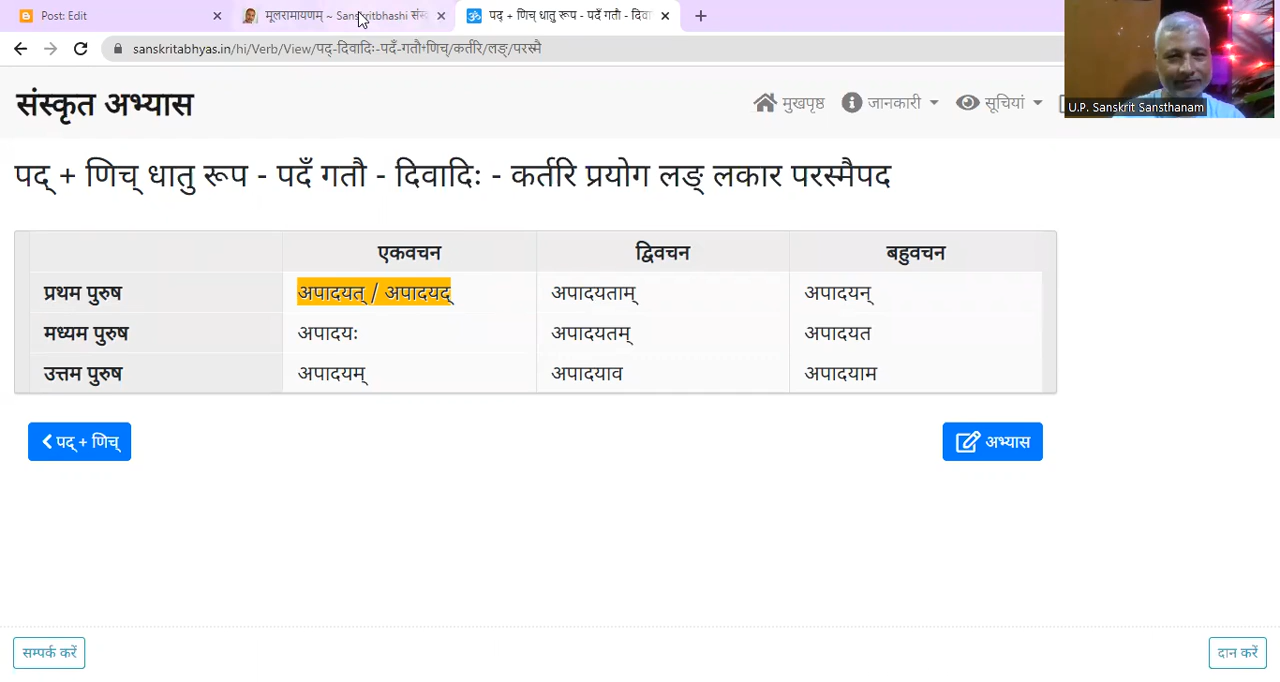 Post: Edit
मूलरामायणम् ~ Sanskritbhashi संस्
पद् + णिच् धातु रूप - पदँ गतौ - दिवा
sanskritabhyas.in/hi/Verb/View/पद्-दिवादिः-पदँ-गतौ+णिच्/कर्तरि/लङ्/परस्मै
U.P. Sanskrit Sansthanam
संस्कृत अभ्यास
मुखपृष्ठ जानकारी सूचियां
पद् + णिच् धातु रूप - पदँ गतौ - दिवादिः - कर्तरि प्रयोग लङ् लकार परस्मैपद
एकवचन द्विवचन बहुवचन
प्रथम पुरुष अपादयत् / अपादयद् अपादयताम् अपादयन्
मध्यम पुरुष अपादयः अपादयतम् अपादयत
उत्तम पुरुष अपादयम् अपादयाव अपादयाम
पद् + णिच् अभ्यास
सम्पर्क करें दान करें